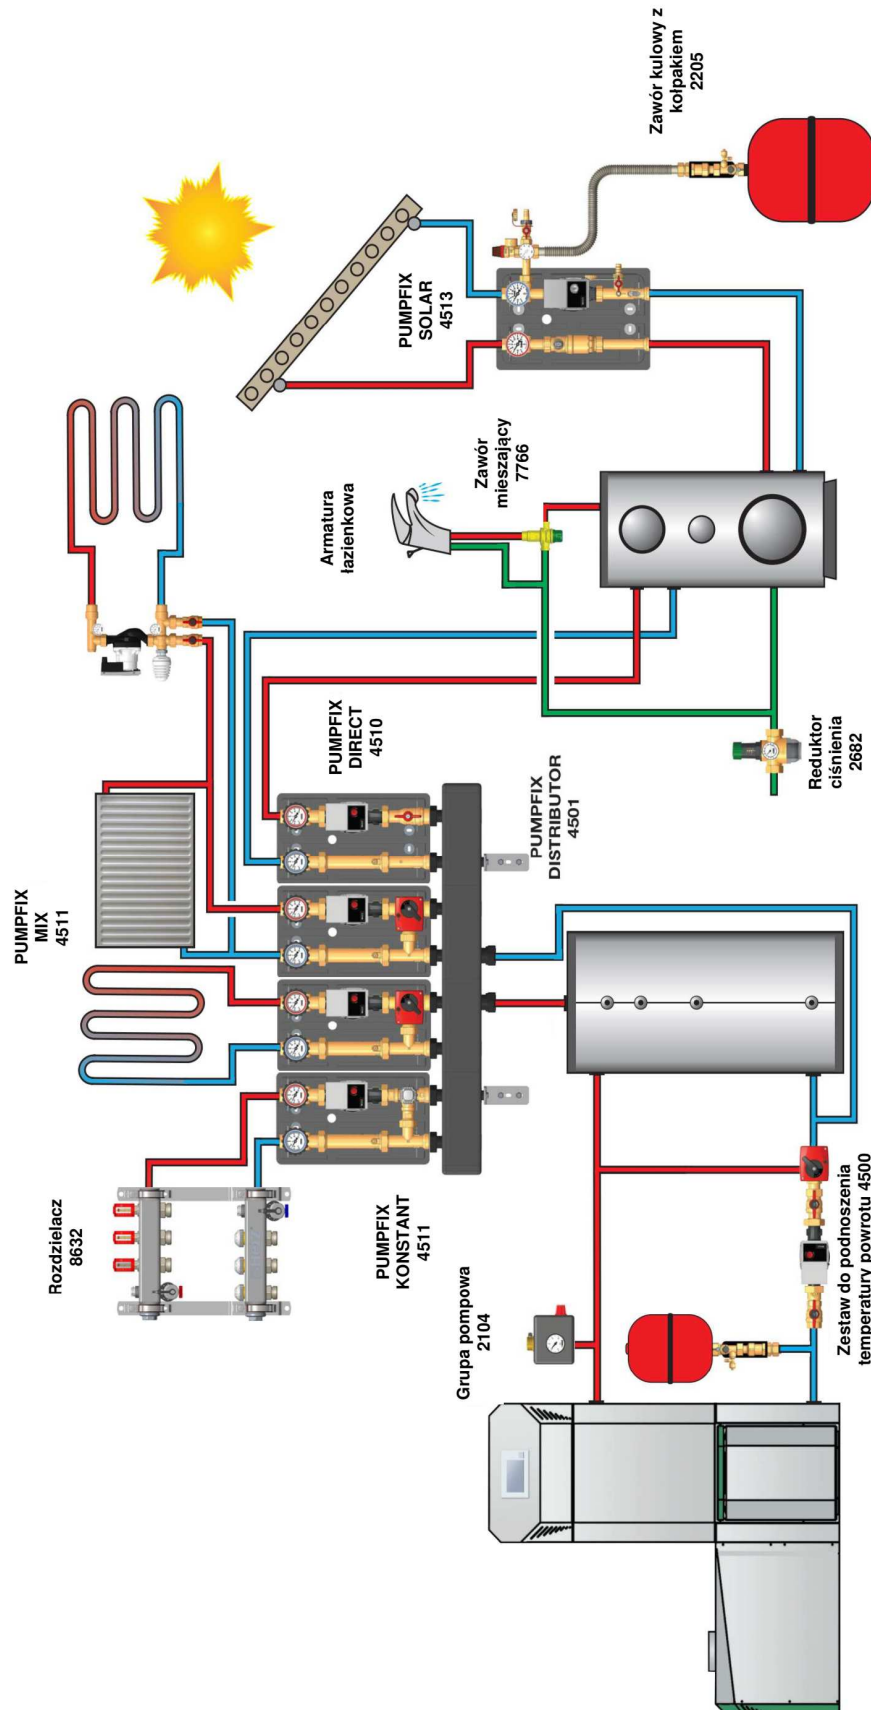 Rozdzielacz
8632
PUMPFIX
MIX
4511
PUMPFIX
KONSTANT
4511
PUMPFIX
DIRECT
4510
PUMPFIX
DISTRIBUTOR
4501
Armatura
łazienkowa
Zawór
mieszający
7766
PUMPFIX
SOLAR
4513
Zawór kulowy z
kołpakiem
2205
Reduktor
ciśnienia
2682
Grupa pompowa
2104
Zestaw do podnoszenia
temperatury powrotu 4500